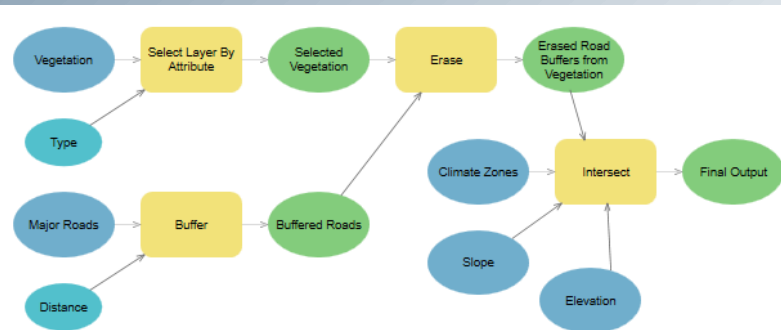 Vegetation
Select Layer By
Attribute
Selected
Vegetation
Erase
Erased Road
Buffers from
Vegetation
Type
Climate Zones
Intersect
Final Output
Major Roads
Buffer
Buffered Roads
Slope
Distance
Elevation